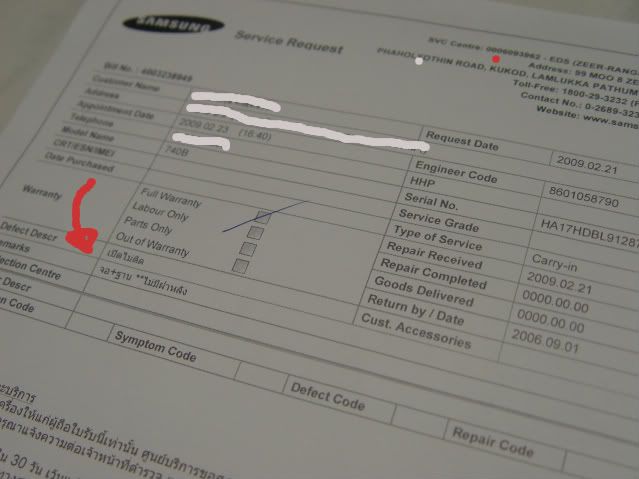 SAMSUNG
Service Request
SVC Centre: 0006093962 - EDS (ZEER-RANG
Address: 99 MOO 8 ZE
PHAHOLYOTHIN ROAD, KUKOD, LAMLUKKA PATHUM
Toll-Free: 1800-29-3232 (
Contact No.: 0-2689-323
Website: www.sams
Bill No.: 4003238949
Customer Name
Address
Appointment Date 2009.02.23 (16:40)
Telephone
Model Name 740B
CRT/ESN/IMEI
Date Purchased
Request Date 2009.02.21
Engineer Code 8601058790
HHP
Serial No. HA17HDBL91287
Service Grade
Type of Service Carry-in
Repair Received 2009.02.21
Repair Completed 0000.00.00
Goods Delivered 0000.00.00
Return by / Date 2006.09.01
Cust. Accessories
Warranty
Full Warranty
Labour Only
Parts Only
Out of Warranty
Defect Descr เปิดไม่ติด
emarks จอ+ฐาน **ไม่มีฝาหลัง
ection Centre
Descr
on Code
Symptom Code
Defect Code
Repair Code
ะบริการ
เครื่องให้แก่ผู้ถือใบรับนี้เท่านั้น ศูนย์บริการขอส
รุณาแจ้งความต่อเจ้าหน้าที่ตำรวจ
ใน 30 วัน